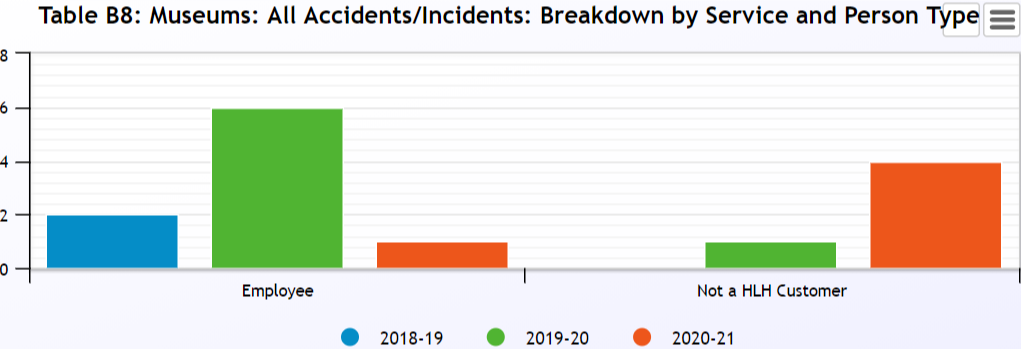 Table B8: Museums: All Accidents/Incidents: Breakdown by Service and Person Type
8
6
4
2
0
Employee Not a HLH Customer
2018-19 2019-20 2020-21